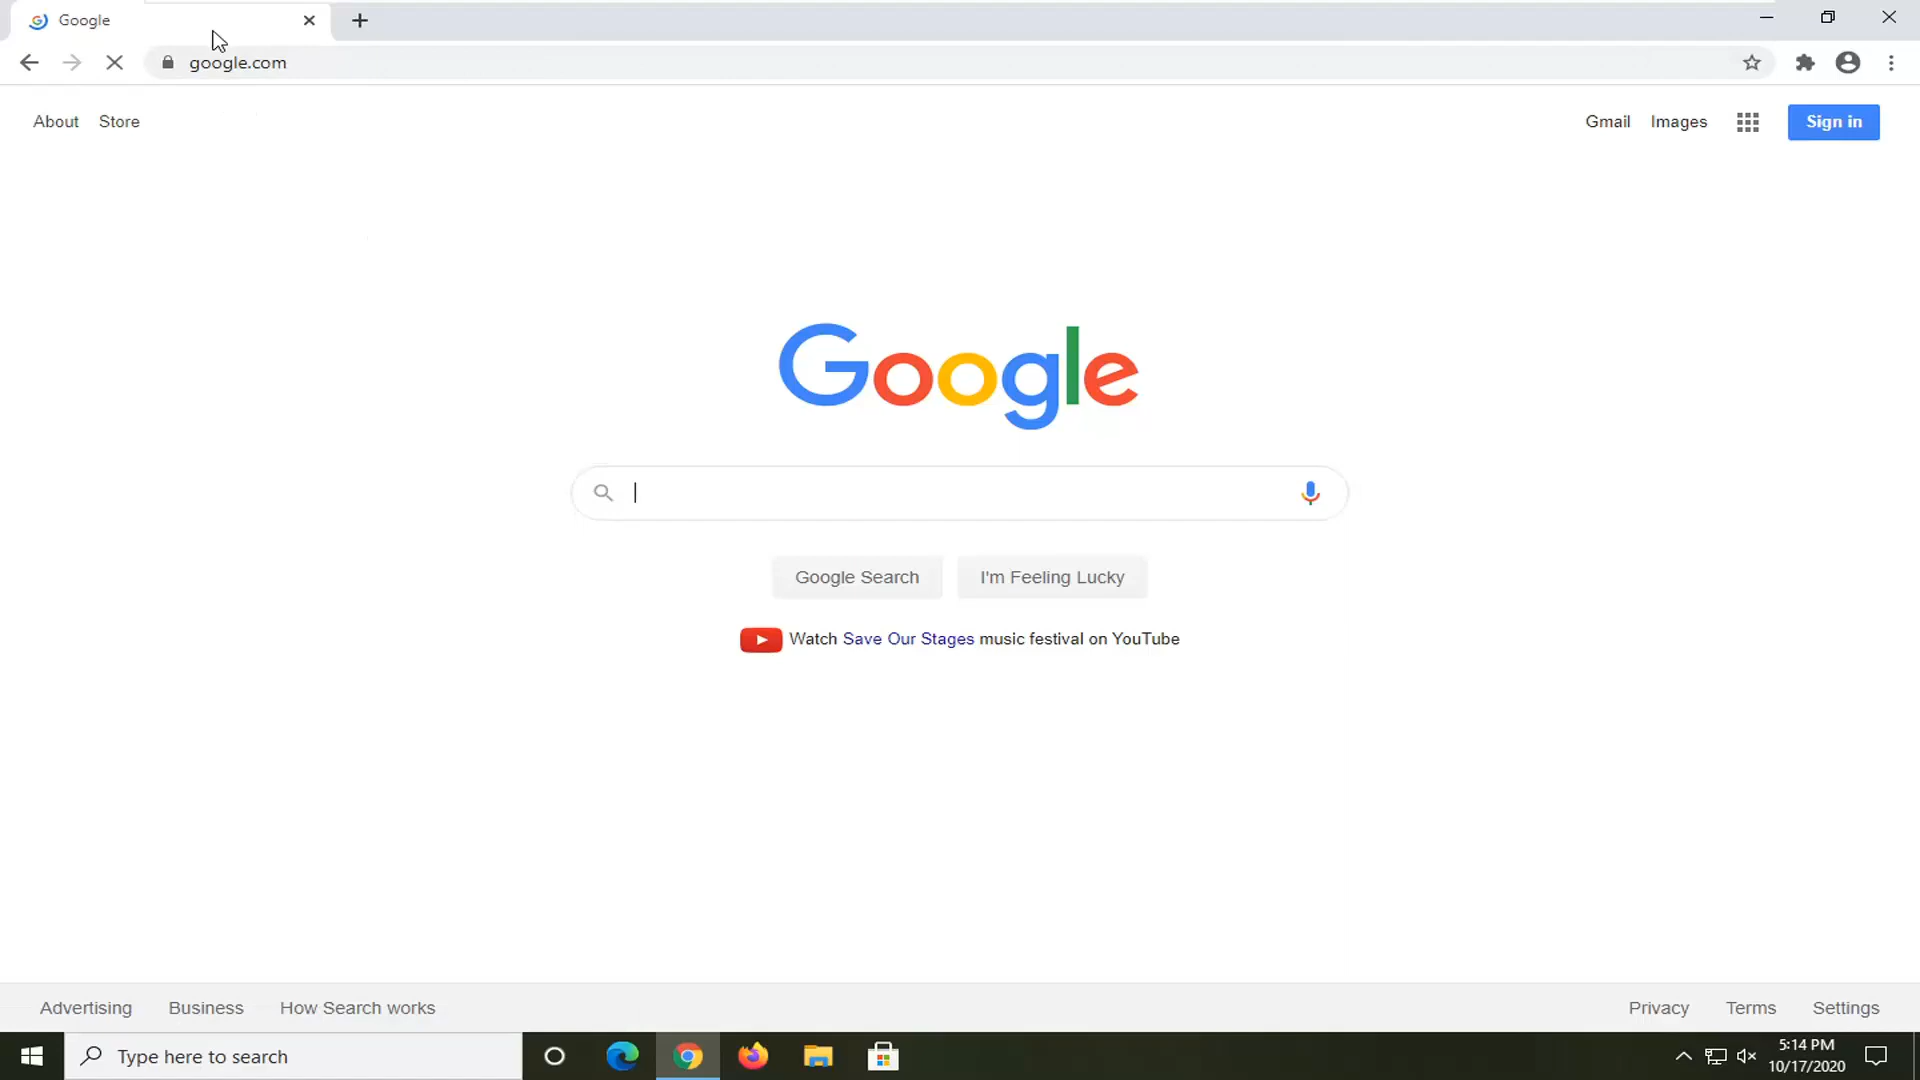 Google
google.com
About Store
Gmail Images Sign in
Google
Google Search I'm Feeling Lucky
Watch Save Our Stages music festival on YouTube
Advertising Business How Search works
Privacy Terms Settings
Type here to search
5:14 PM
10/17/2020